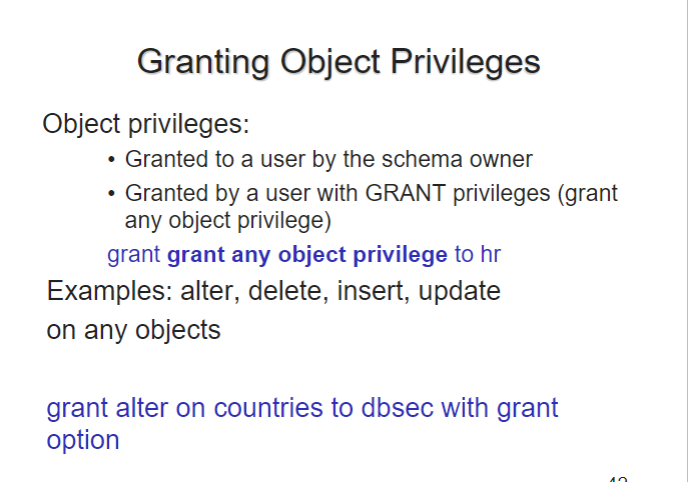 Granting Object Privileges
Object privileges:
• Granted to a user by the schema owner
• Granted by a user with GRANT privileges (grant
any object privilege)
grant grant any object privilege to hr
Examples: alter, delete, insert, update
on any objects
grant alter on countries to dbsec with grant
option